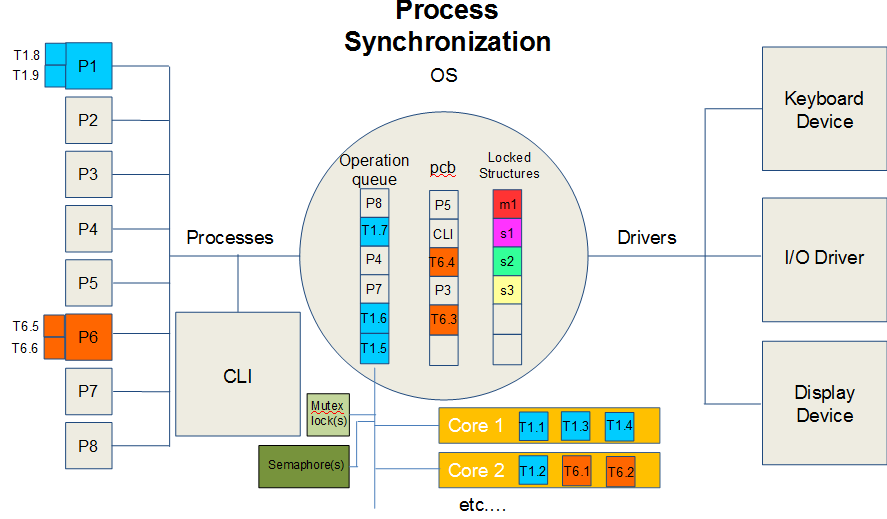 Process
Synchronization
OS
T1.8
T1.9
P1
P2
P3
P4
P5
T6.5
T6.6
P6
P7
P8
Processes
CLI
Operation
queue
P8
T1.7
P4
P7
T1.6
T1.5
pcb
P5
CLI
T6.4
P3
T6.3
Locked
Structures
m1
s1
s2
s3
Drivers
Keyboard
Device
I/O Driver
Display
Device
Mutex
lock(s)
Semaphore(s)
Core 1 T1.1 T1.3 T1.4
Core 2 T1.2 T6.1 T6.2
etc....